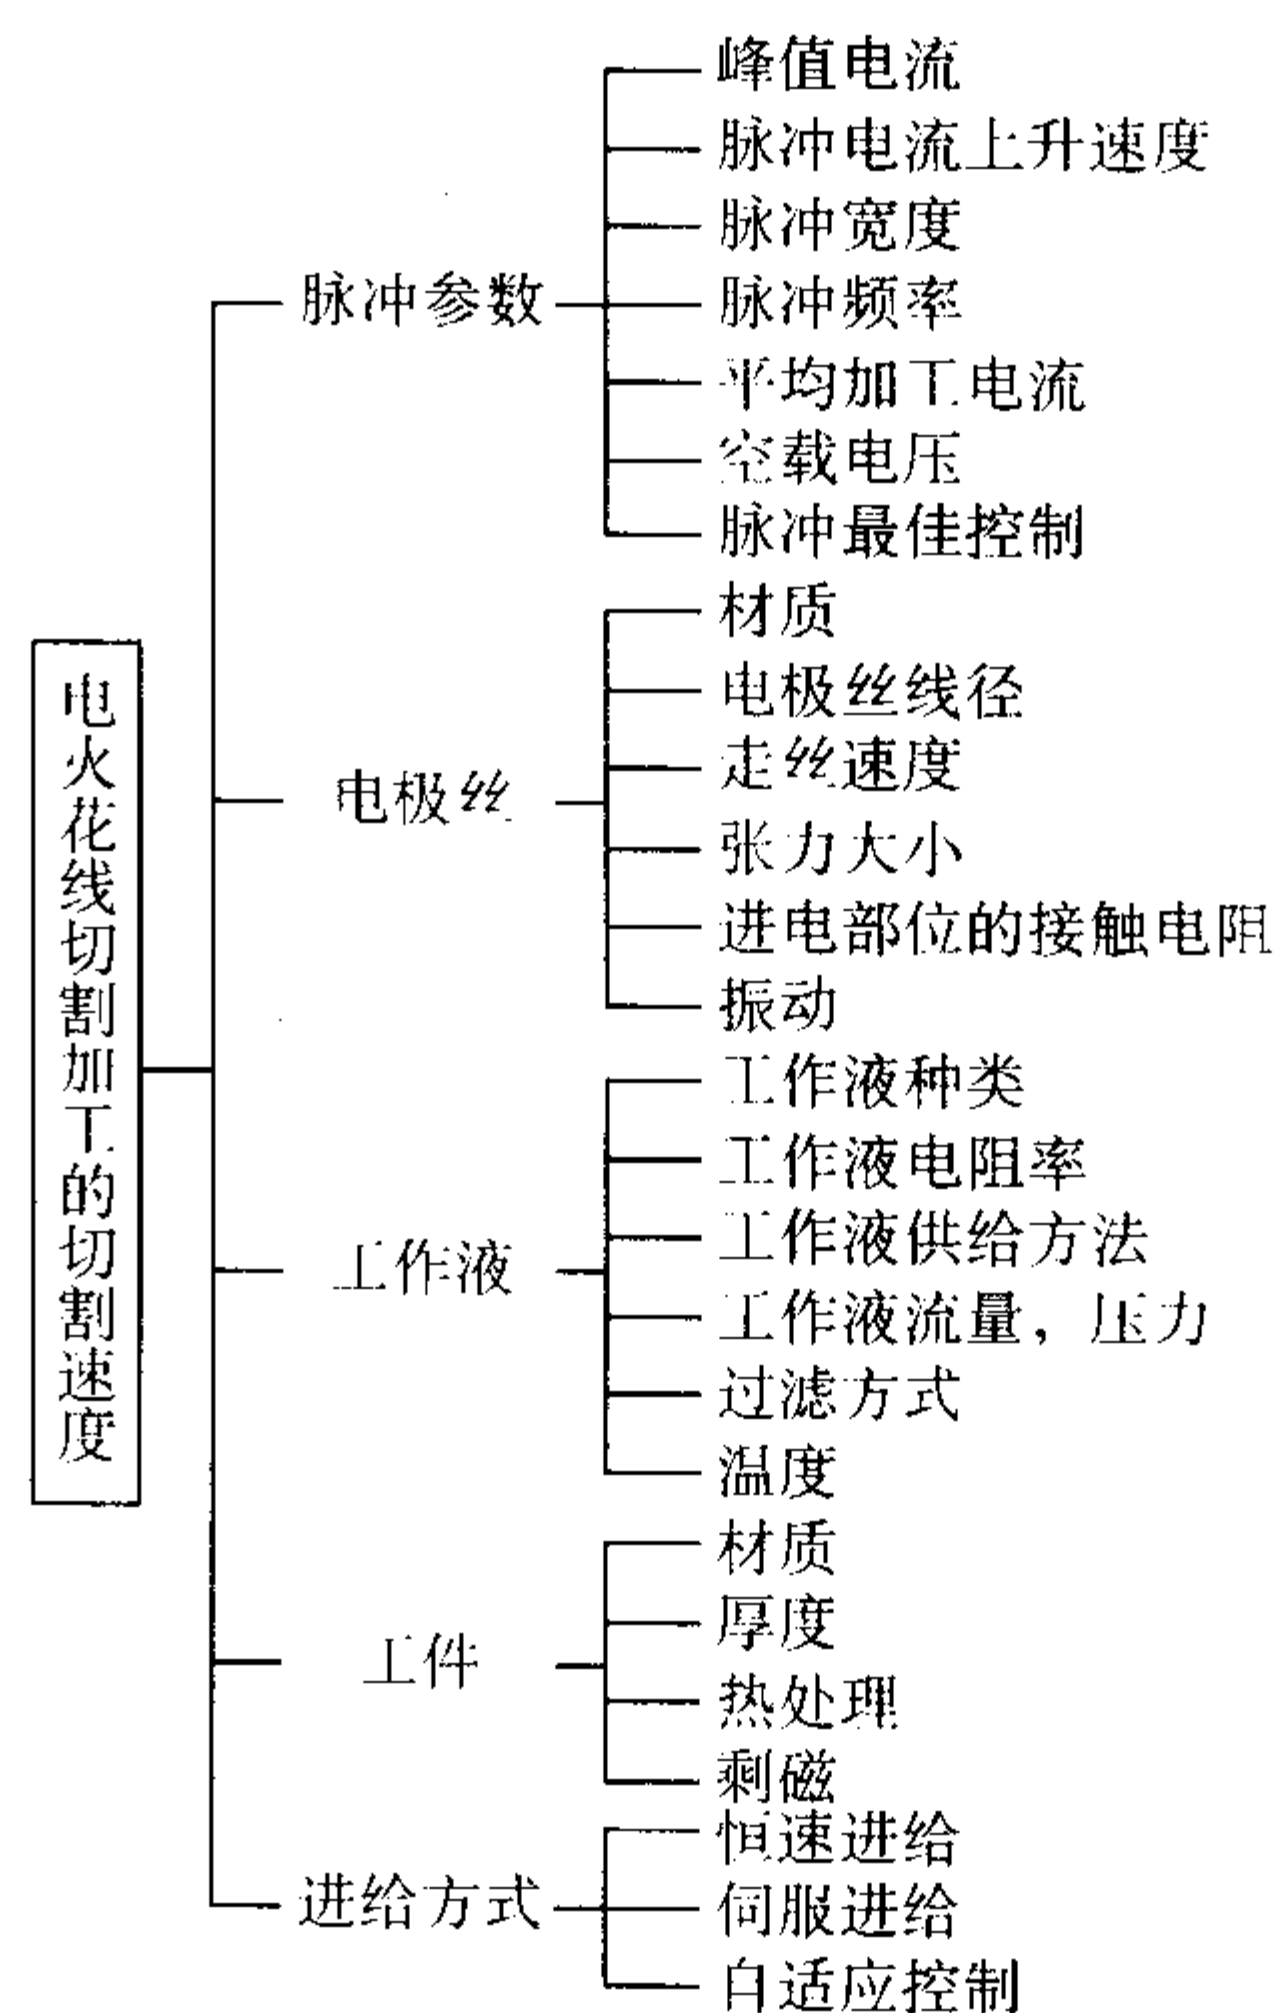 电火花线切割加工的切割速度
脉冲参数
峰值电流
脉冲电流上升速度
脉冲宽度
脉冲频率
平均加工电流
空载电压
脉冲最佳控制
电极丝
材质
电极丝线径
走丝速度
张力大小
进电部位的接触电阻
振动
工作液
工作液种类
工作液电阻率
工作液供给方法
工作液流量，压力
过滤方式
温度
工件
材质
厚度
热处理
剩磁
进给方式
恒速进给
伺服进给
自适应控制